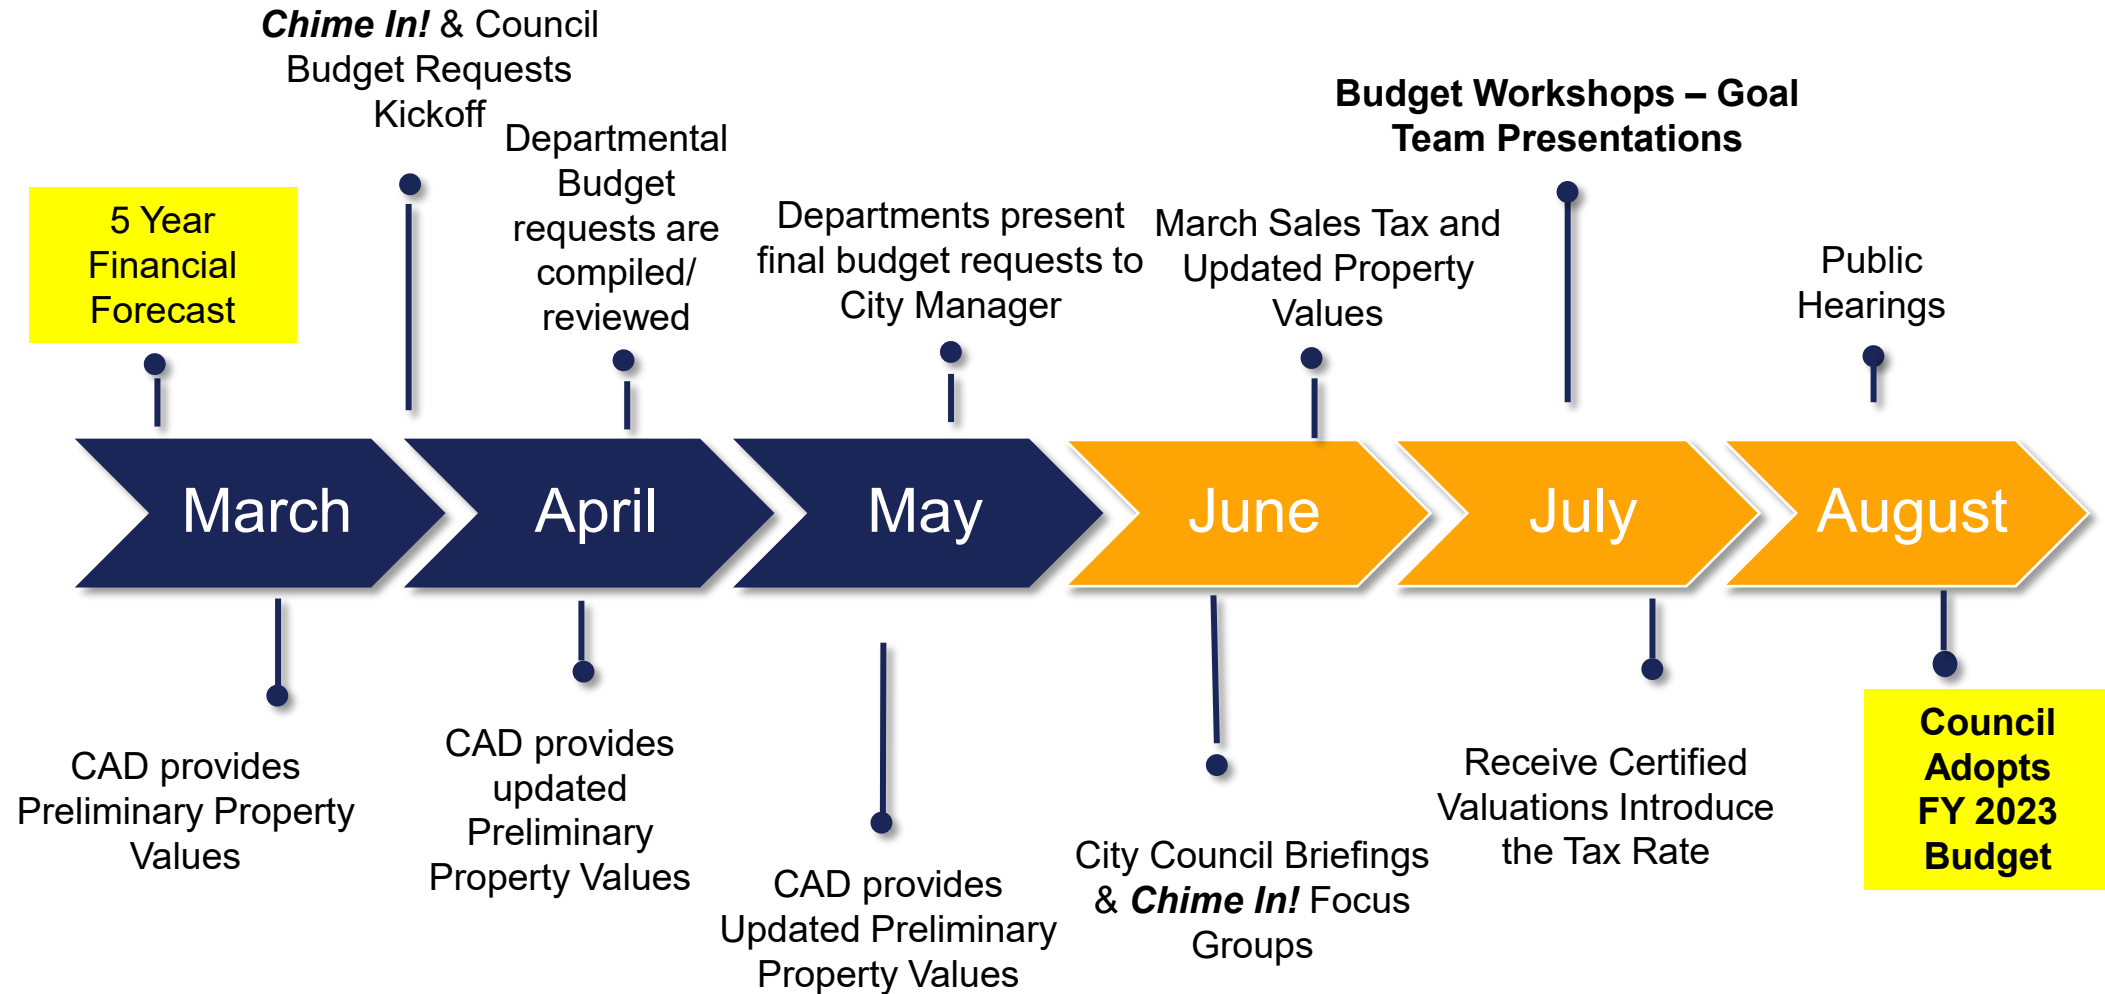 Chime In! & Council
Budget Requests
Kickoff
Budget Workshops – Goal
Team Presentations
5 Year
Financial
Forecast
Departmental
Budget
requests are
compiled/
reviewed
Departments present
final budget requests to
City Manager
March Sales Tax and
Updated Property
Values
Public
Hearings
March
April
May
June
July
August
CAD provides
Preliminary Property
Values
CAD provides
updated
Preliminary
Property Values
CAD provides
Updated Preliminary
Property Values
City Council Briefings
& Chime In! Focus
Groups
Receive Certified
Valuations Introduce
the Tax Rate
Council
Adopts
FY 2023
Budget